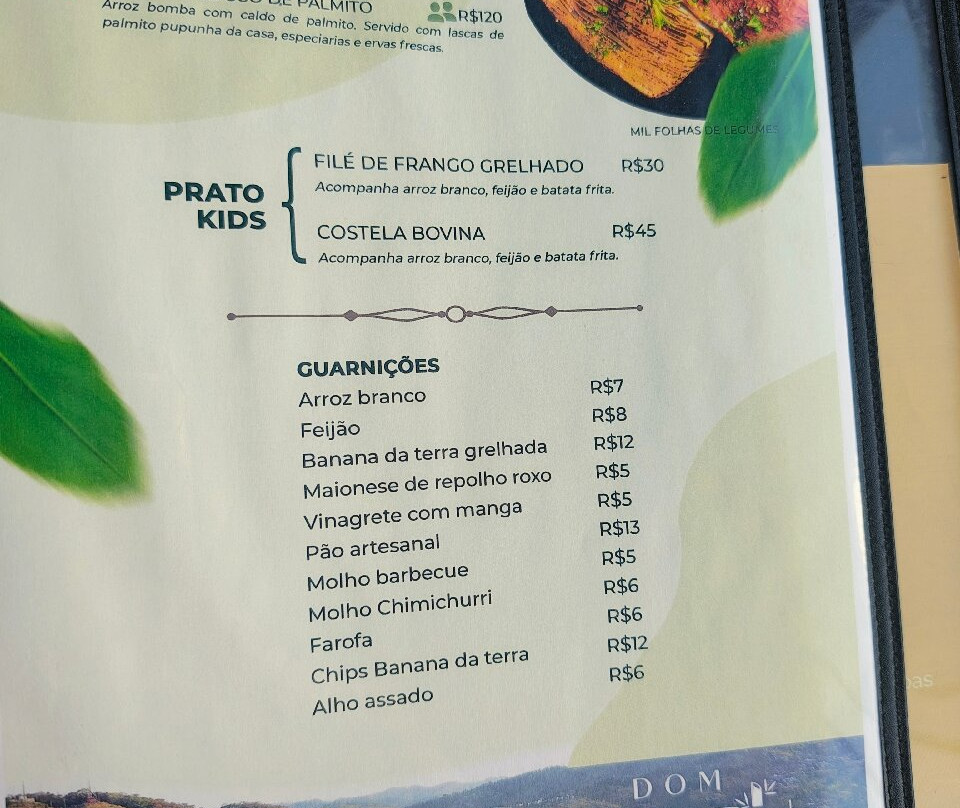 PALMITO
R$120
Arroz bomba com caldo de palmito. Servido com lascas de
palmito pupunha da casa, especiarias e ervas frescas.
MIL FOLHAS DE LEGUMES
PRATO KIDS
FILÉ DE FRANGO GRELHADO R$30
Acompanha arroz branco, feijão e batata frita.
COSTELA BOVINA R$45
Acompanha arroz branco, feijão e batata frita.
GUARNIÇÕES
Arroz branco R$7
Feijão R$8
Banana da terra grelhada R$12
Maionese de repolho roxo R$5
Vinagrete com manga R$5
Pão artesanal R$13
Molho barbecue R$5
Molho Chimichurri R$6
Farofa R$6
Chips Banana da terra R$12
Alho assado R$6
DOM